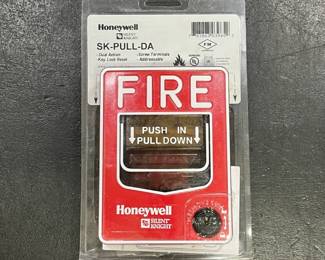 Honeywell
SILENT KNIGHT
SK-PULL-DA
-Dual Action -Screw Terminals
-Key Lock Reset -Addressable
FM
FIRE
PUSH IN
PULL DOWN
Honeywell
SILENT KNIGHT